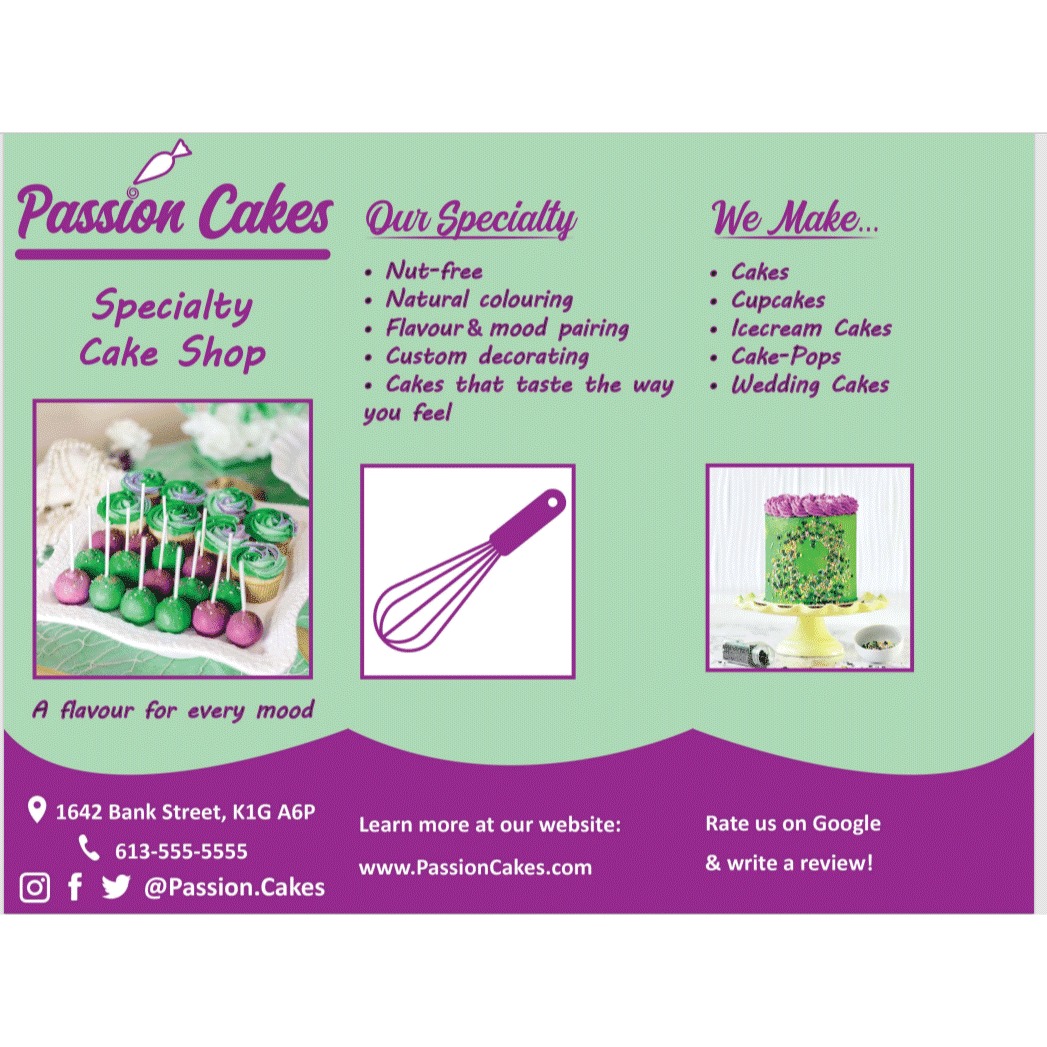 Passion Cakes
Specialty
Cake Shop
A flavour for every mood
1642 Bank Street, K1G A6P
613-555-5555
@Passion.Cakes
Our Specialty
• Nut-free
• Natural colouring
• Flavour & mood pairing
• Custom decorating
• Cakes that taste the way
you feel
Learn more at our website:
www.PassionCakes.com
We Make...
• Cakes
• Cupcakes
• Icecream Cakes
• Cake-Pops
• Wedding Cakes
Rate us on Google
& write a review!